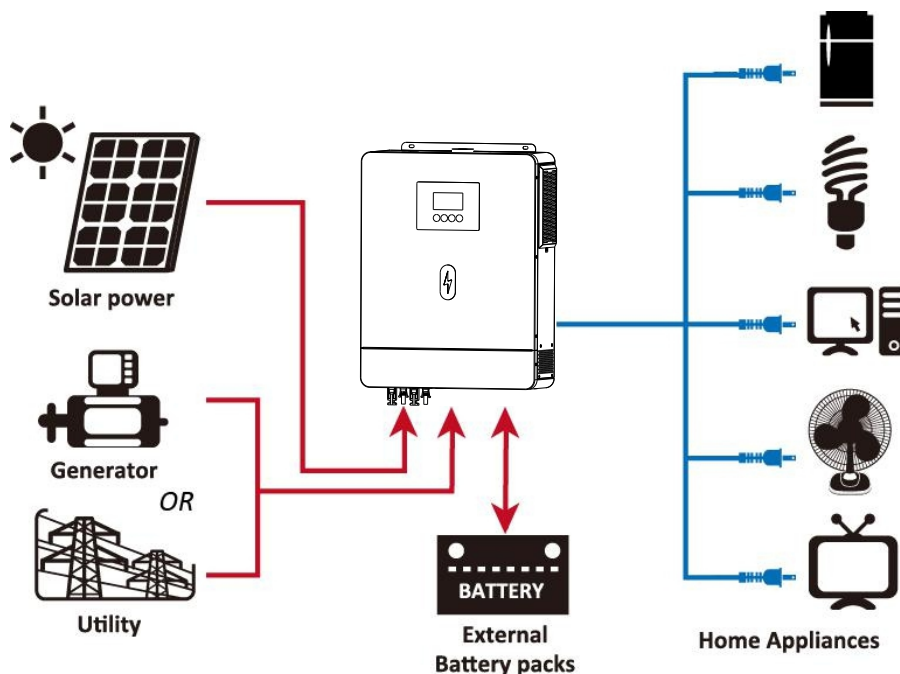 Solar power
Generator
OR
Utility
BATTERY
External
Battery packs
Home Appliances